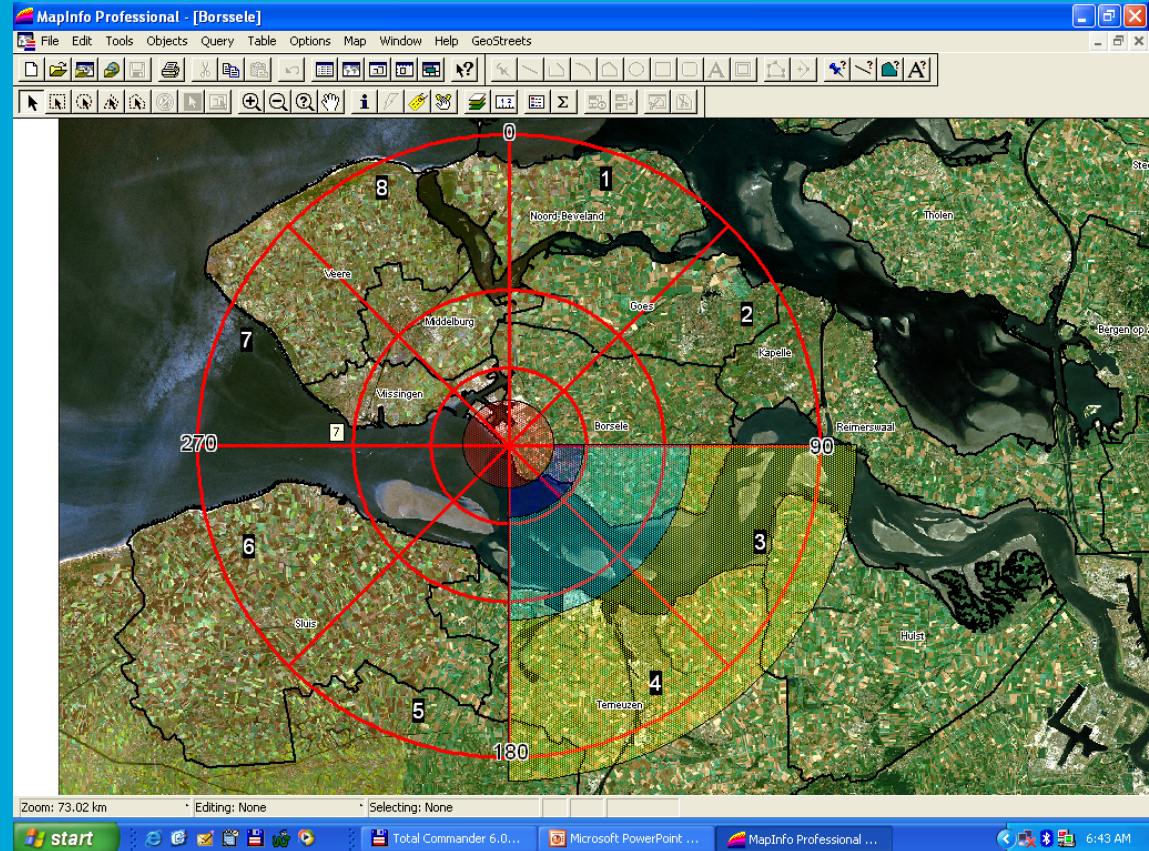 MapInfo Professional - [Borssele]
File Edit Tools Objects Query Table Options Map Window Help GeoStreets
0
8
1
Stee
Noord-Beveland
Tholen
Veere
Goes
2
Middelburg
7
Bergen op Z
Kapelle
Vlissingen
Borsele
Reimerswaal
7
270
90
6
3
Sluis
Hulst
4
Terneuzen
5
180
Zoom: 73.02 km
Editing: None
Selecting: None
start
Total Commander 6.0...
Microsoft PowerPoint ...
MapInfo Professional ...
6:43 AM